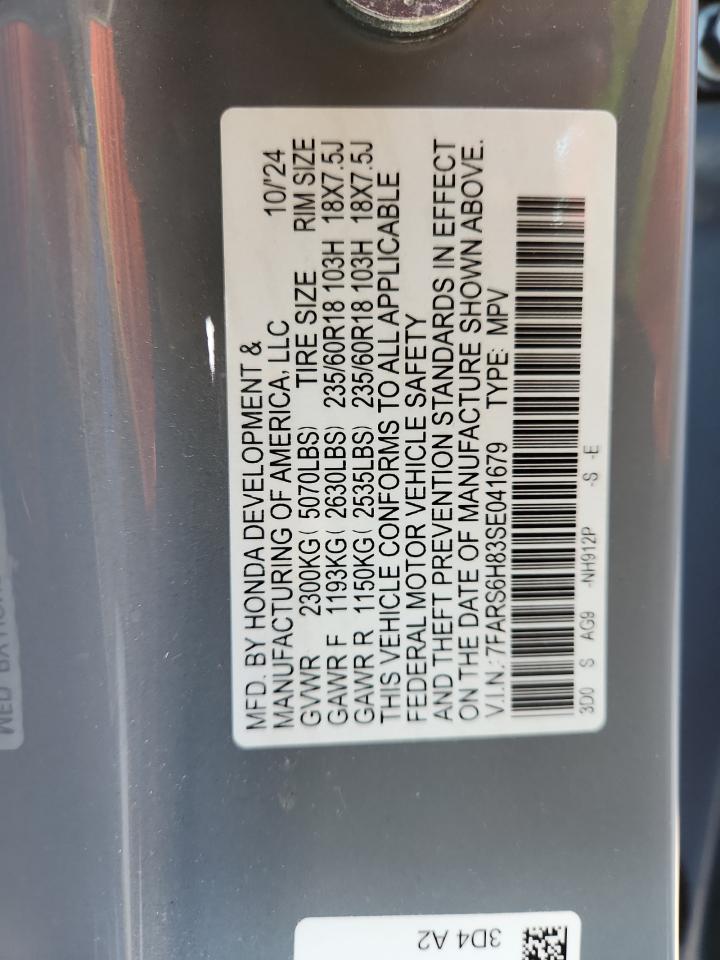 MFD. BY HONDA DEVELOPMENT &
MANUFACTURING OF AMERICA, LLC 10/'24
GVWR 2300KG( 5070LBS) TIRE SIZE RIM SIZE
GAWR F 1193KG( 2630LBS) 235/60R18 103H 18X7.5J
GAWR R 1150KG( 2535LBS) 235/60R18 103H 18X7.5J
THIS VEHICLE CONFORMS TO ALL APPLICABLE
FEDERAL MOTOR VEHICLE SAFETY
AND THEFT PREVENTION STANDARDS IN EFFECT
ON THE DATE OF MANUFACTURE SHOWN ABOVE.
V.I.N.: 7FARS6H83SE041679 TYPE: MPV
3D0 S AG9 -NH912P -S -E
3D4 A2